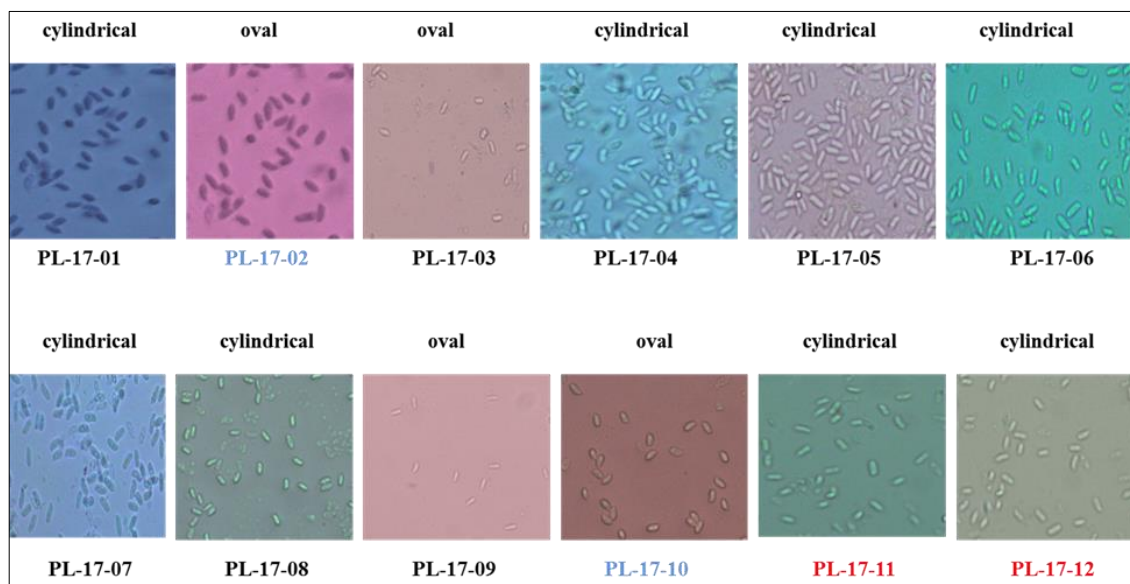 cylindrical oval oval cylindrical cylindrical cylindrical
PL-17-01 PL-17-02 PL-17-03 PL-17-04 PL-17-05 PL-17-06
cylindrical cylindrical oval oval cylindrical cylindrical
PL-17-07 PL-17-08 PL-17-09 PL-17-10 PL-17-11 PL-17-12